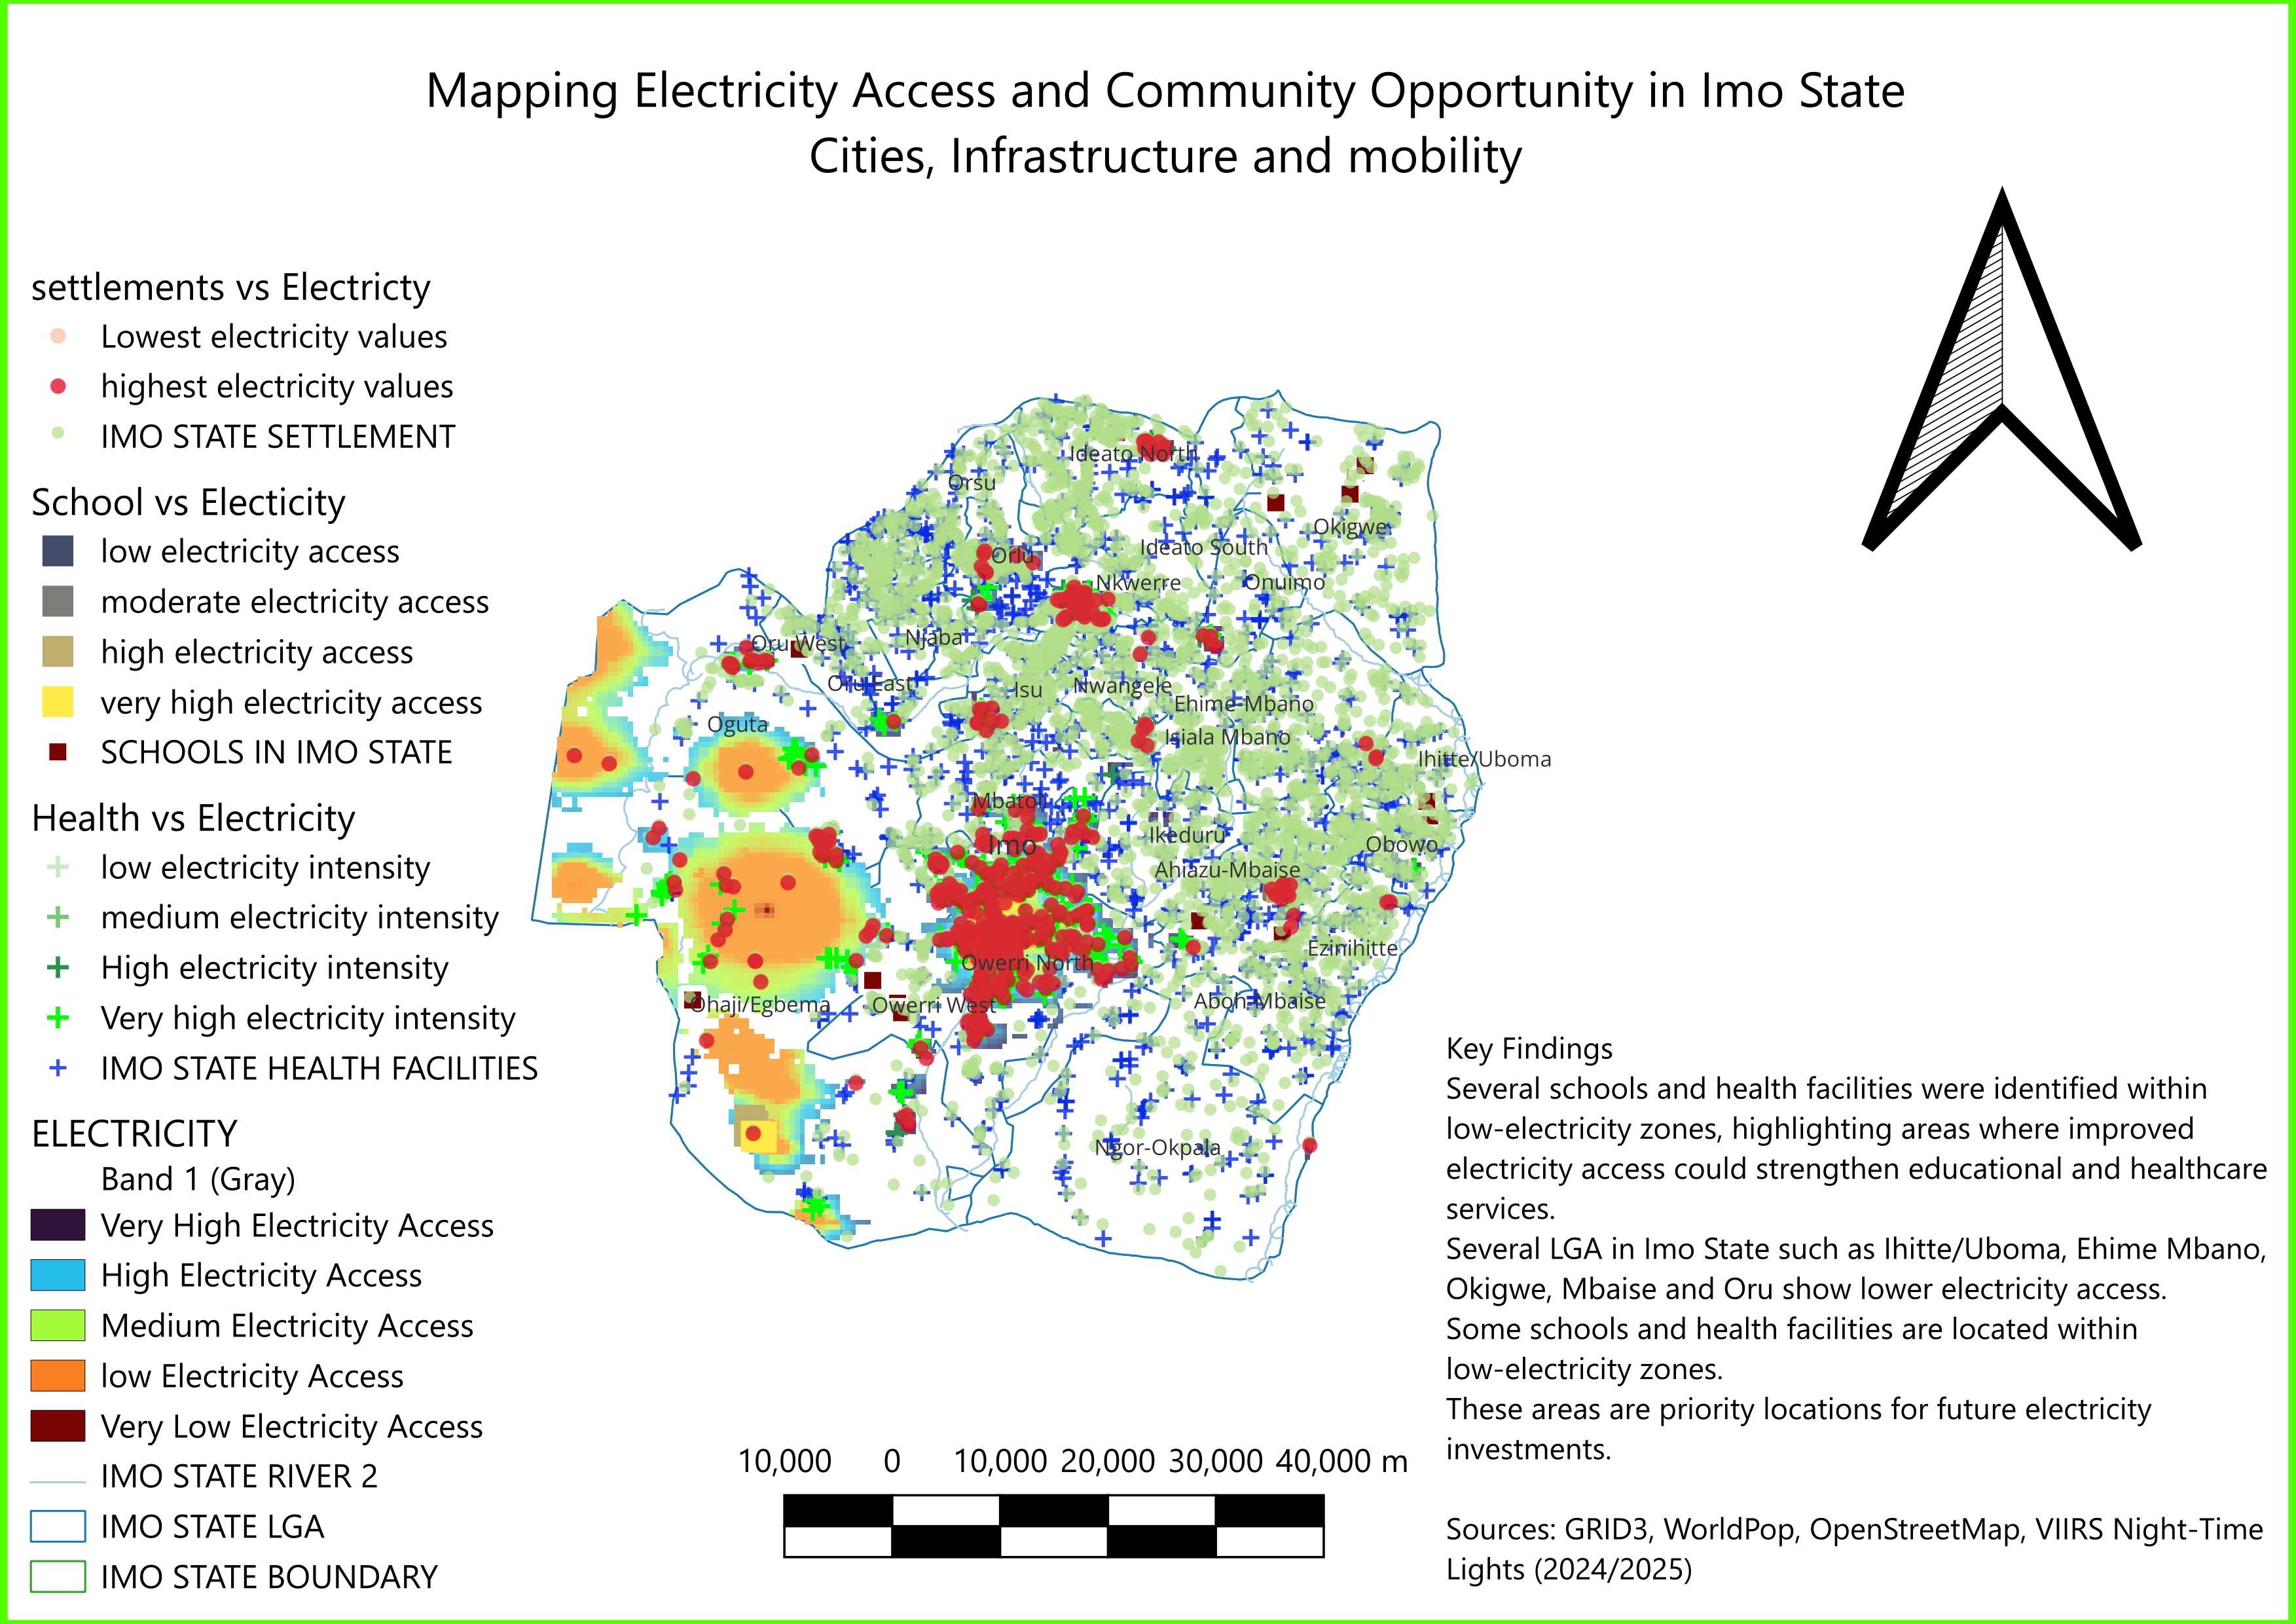 Mapping Electricity Access and Community Opportunity in Imo State
Cities, Infrastructure and mobility
settlements vs Electricty
Lowest electricity values
highest electricity values
IMO STATE SETTLEMENT
School vs Electicity
low electricity access
moderate electricity access
high electricity access
very high electricity access
SCHOOLS IN IMO STATE
Health vs Electricity
low electricity intensity
medium electricity intensity
High electricity intensity
Very high electricity intensity
IMO STATE HEALTH FACILITIES
ELECTRICITY
Band 1 (Gray)
Very High Electricity Access
High Electricity Access
Medium Electricity Access
low Electricity Access
Very Low Electricity Access
IMO STATE RIVER 2
IMO STATE LGA
IMO STATE BOUNDARY
Ideato North
Orsu
Okigwe
Ideato South
Orlu
Nkwerre
Onuimo
Njaba
Oru West
Oru East
Isu
Nwangele
Ehime-Mbano
Oguta
Isiala Mbano
Ihitte/Uboma
Mbatoli
Ikeduru
Imo
Obowo
Ahiazu-Mbaise
Ezinihitte
Owerri North
Ohaji/Egbema
Owerri West
Aboh-Mbaise
Ngor-Okpala
Key Findings
Several schools and health facilities were identified within
low-electricity zones, highlighting areas where improved
electricity access could strengthen educational and healthcare
services.
Several LGA in Imo State such as Ihitte/Uboma, Ehime Mbano,
Okigwe, Mbaise and Oru show lower electricity access.
Some schools and health facilities are located within
low-electricity zones.
These areas are priority locations for future electricity
investments.
Sources: GRID3, WorldPop, OpenStreetMap, VIIRS Night-Time
Lights (2024/2025)
10,000 0 10,000 20,000 30,000 40,000 m